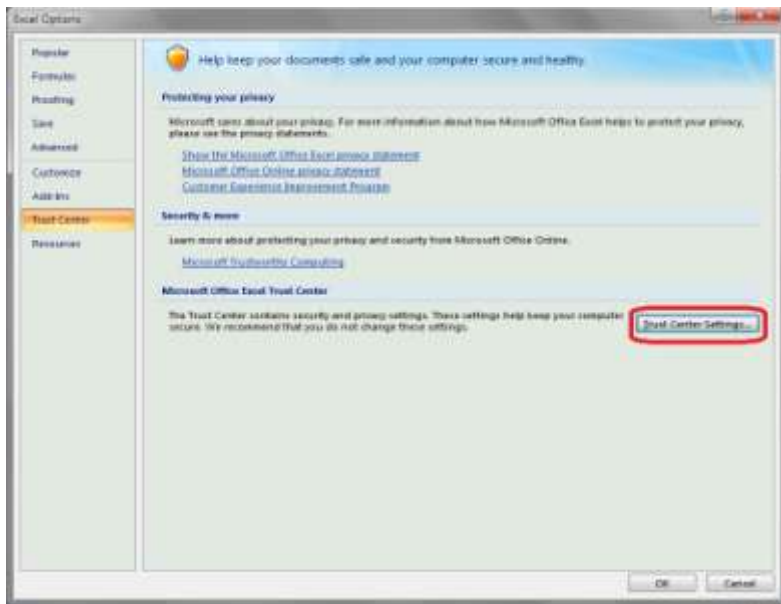 Excel Options
Popular
Formulas
Proofing
Save
Advanced
Customize
Add-Ins
Trust Center
Resources
Help keep your documents safe and your computer secure and healthy.
Protecting your privacy
Microsoft cares about your privacy. For more information about how Microsoft Office Excel helps to protect your privacy,
please see the privacy statements.
Show the Microsoft Office Excel privacy statement
Microsoft Office Online privacy statement
Customer Experience Improvement Program
Security & more
Learn more about protecting your privacy and security from Microsoft Office Online.
Microsoft Trustworthy Computing
Microsoft Office Excel Trust Center
The Trust Center contains security and privacy settings. These settings help keep your computer
secure. We recommend that you do not change these settings.
Trust Center Settings...
OK
Cancel